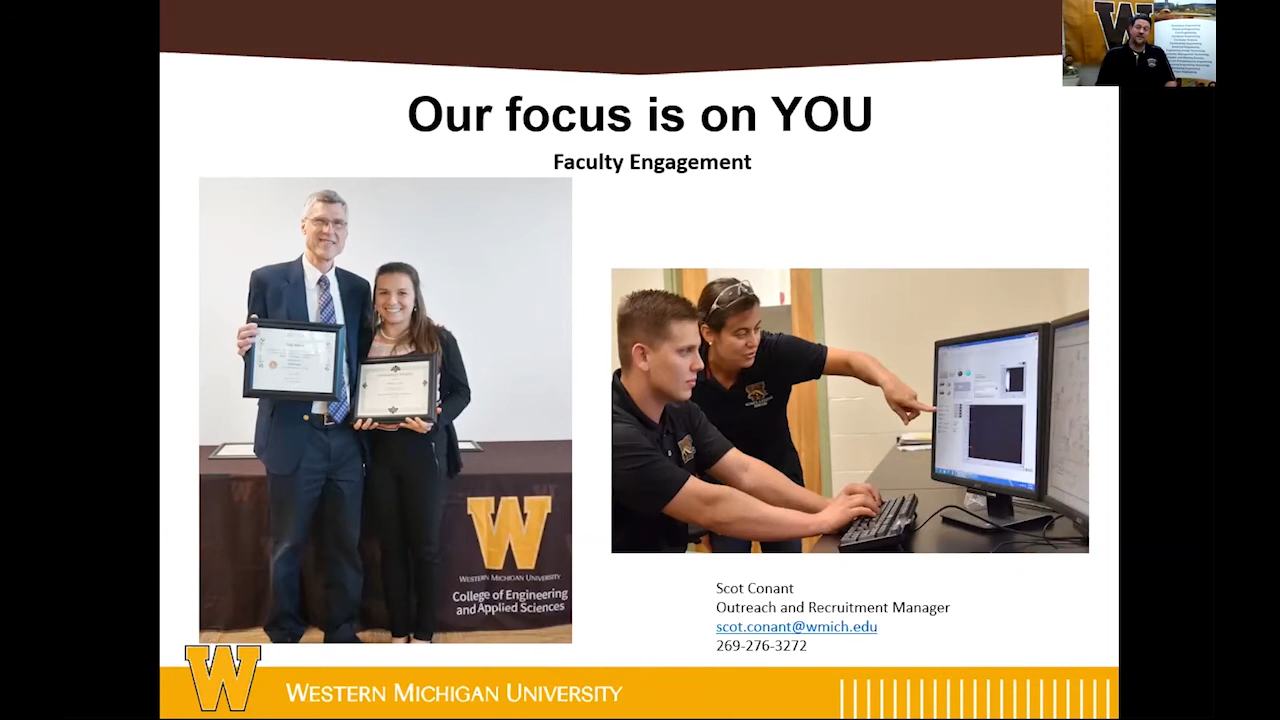 Our focus is on YOU
Faculty Engagement
W
WESTERN MICHIGAN UNIVERSITY
College of Engineering
and Applied Sciences
Scot Conant
Outreach and Recruitment Manager
scot.conant@wmich.edu
269-276-3272
W
WESTERN MICHIGAN UNIVERSITY